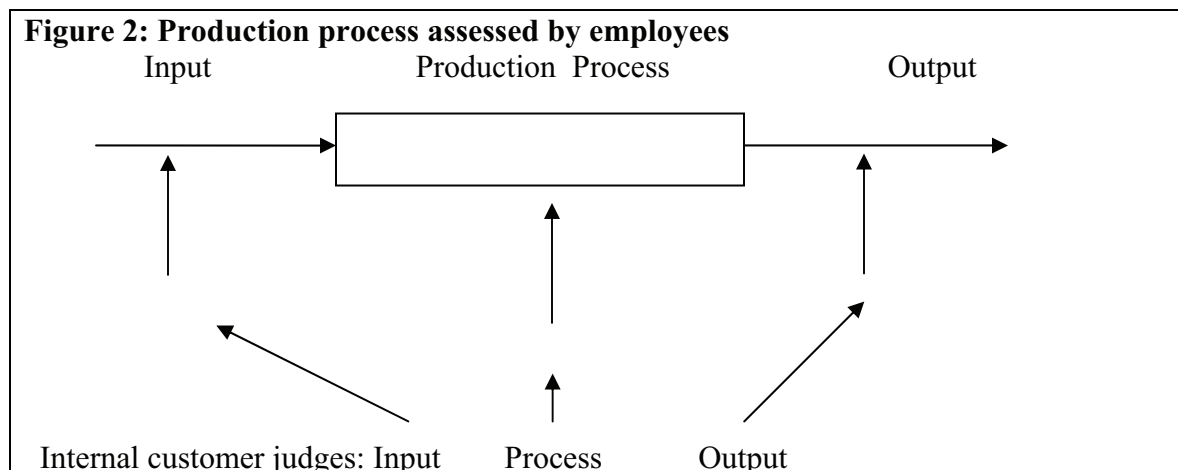 Figure 2: Production process assessed by employees
Input Production Process Output
Internal customer judges: Input Process Output